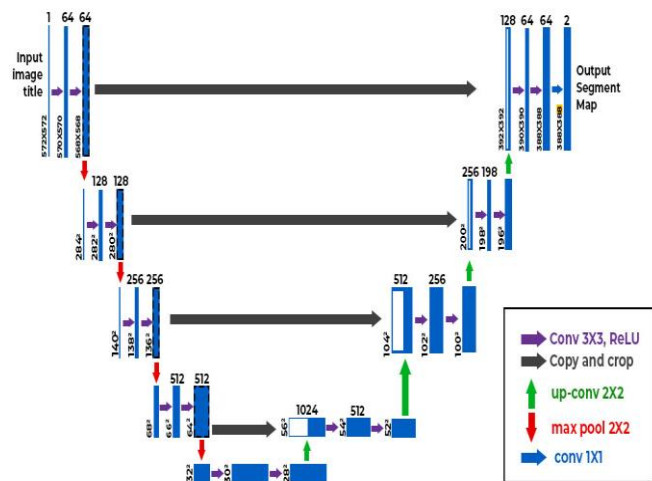 1 64 64
Input
image
title
572X572
570X570
568X568
128 64 64 2
Output
Segment
Map
392X392
390X390
388X388
388X388
128 128
284²
282²
280²
256 198
200²
198²
196²
256 256
140²
138²
136²
512 256
104²
102²
100²
512 512
68²
66²
64²
1024 512
56²
54²
52²
32²
30²
28²
Conv 3X3, ReLU
Copy and crop
up-conv 2X2
max pool 2X2
conv 1X1